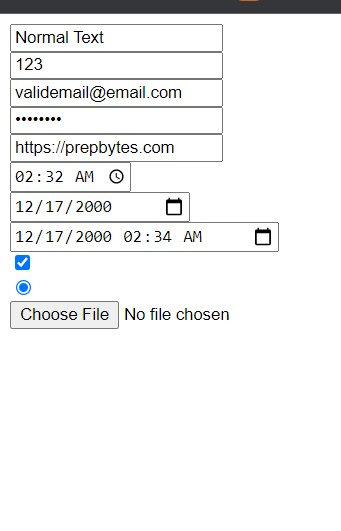 Normal Text
123
validemail@email.com
••••••••
https://prepbytes.com
02:32 AM
12/17/2000
12/17/2000 02:34 AM
Choose File No file chosen